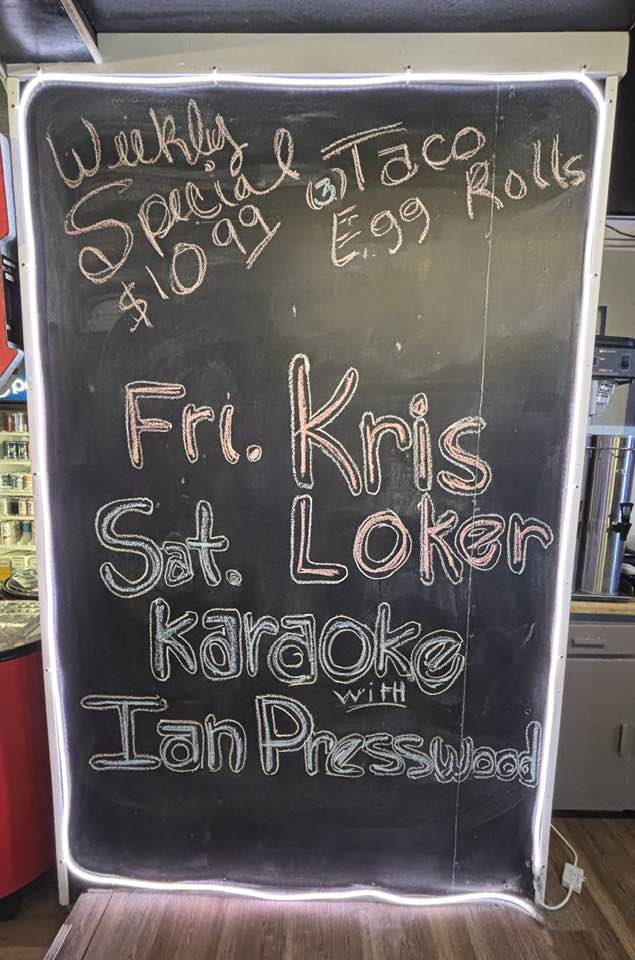 Weekly
Special
$10.99
(3) Taco
Egg Rolls
Fri. Kris
Loker
Sat.
Karaoke
with
Ian Presswood